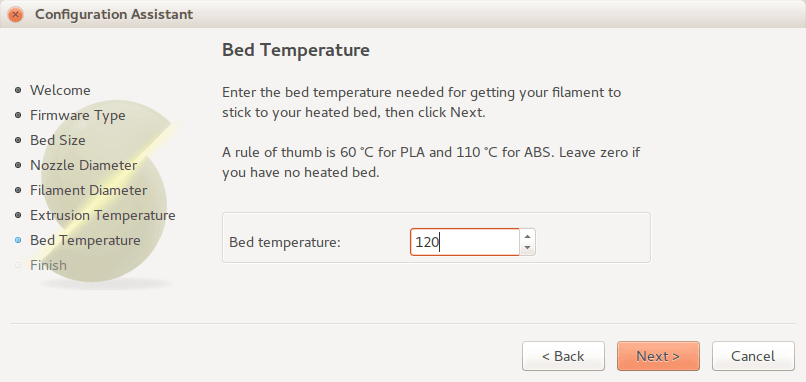 Configuration Assistant
Bed Temperature
Welcome
Firmware Type
Bed Size
Nozzle Diameter
Filament Diameter
Extrusion Temperature
Bed Temperature
Finish
Enter the bed temperature needed for getting your filament to
stick to your heated bed, then click Next.
A rule of thumb is 60 °C for PLA and 110 °C for ABS. Leave zero if
you have no heated bed.
Bed temperature: 120
< Back Next > Cancel